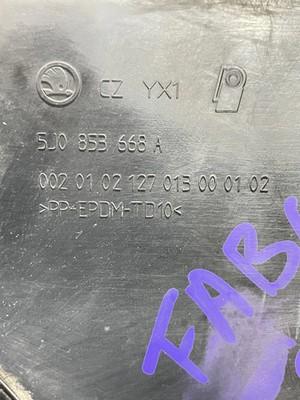 CZ YX1
5J0 853 668 A
002 01 02 127 013 00 01 02
>PP-EPDM-TD10<
FAB